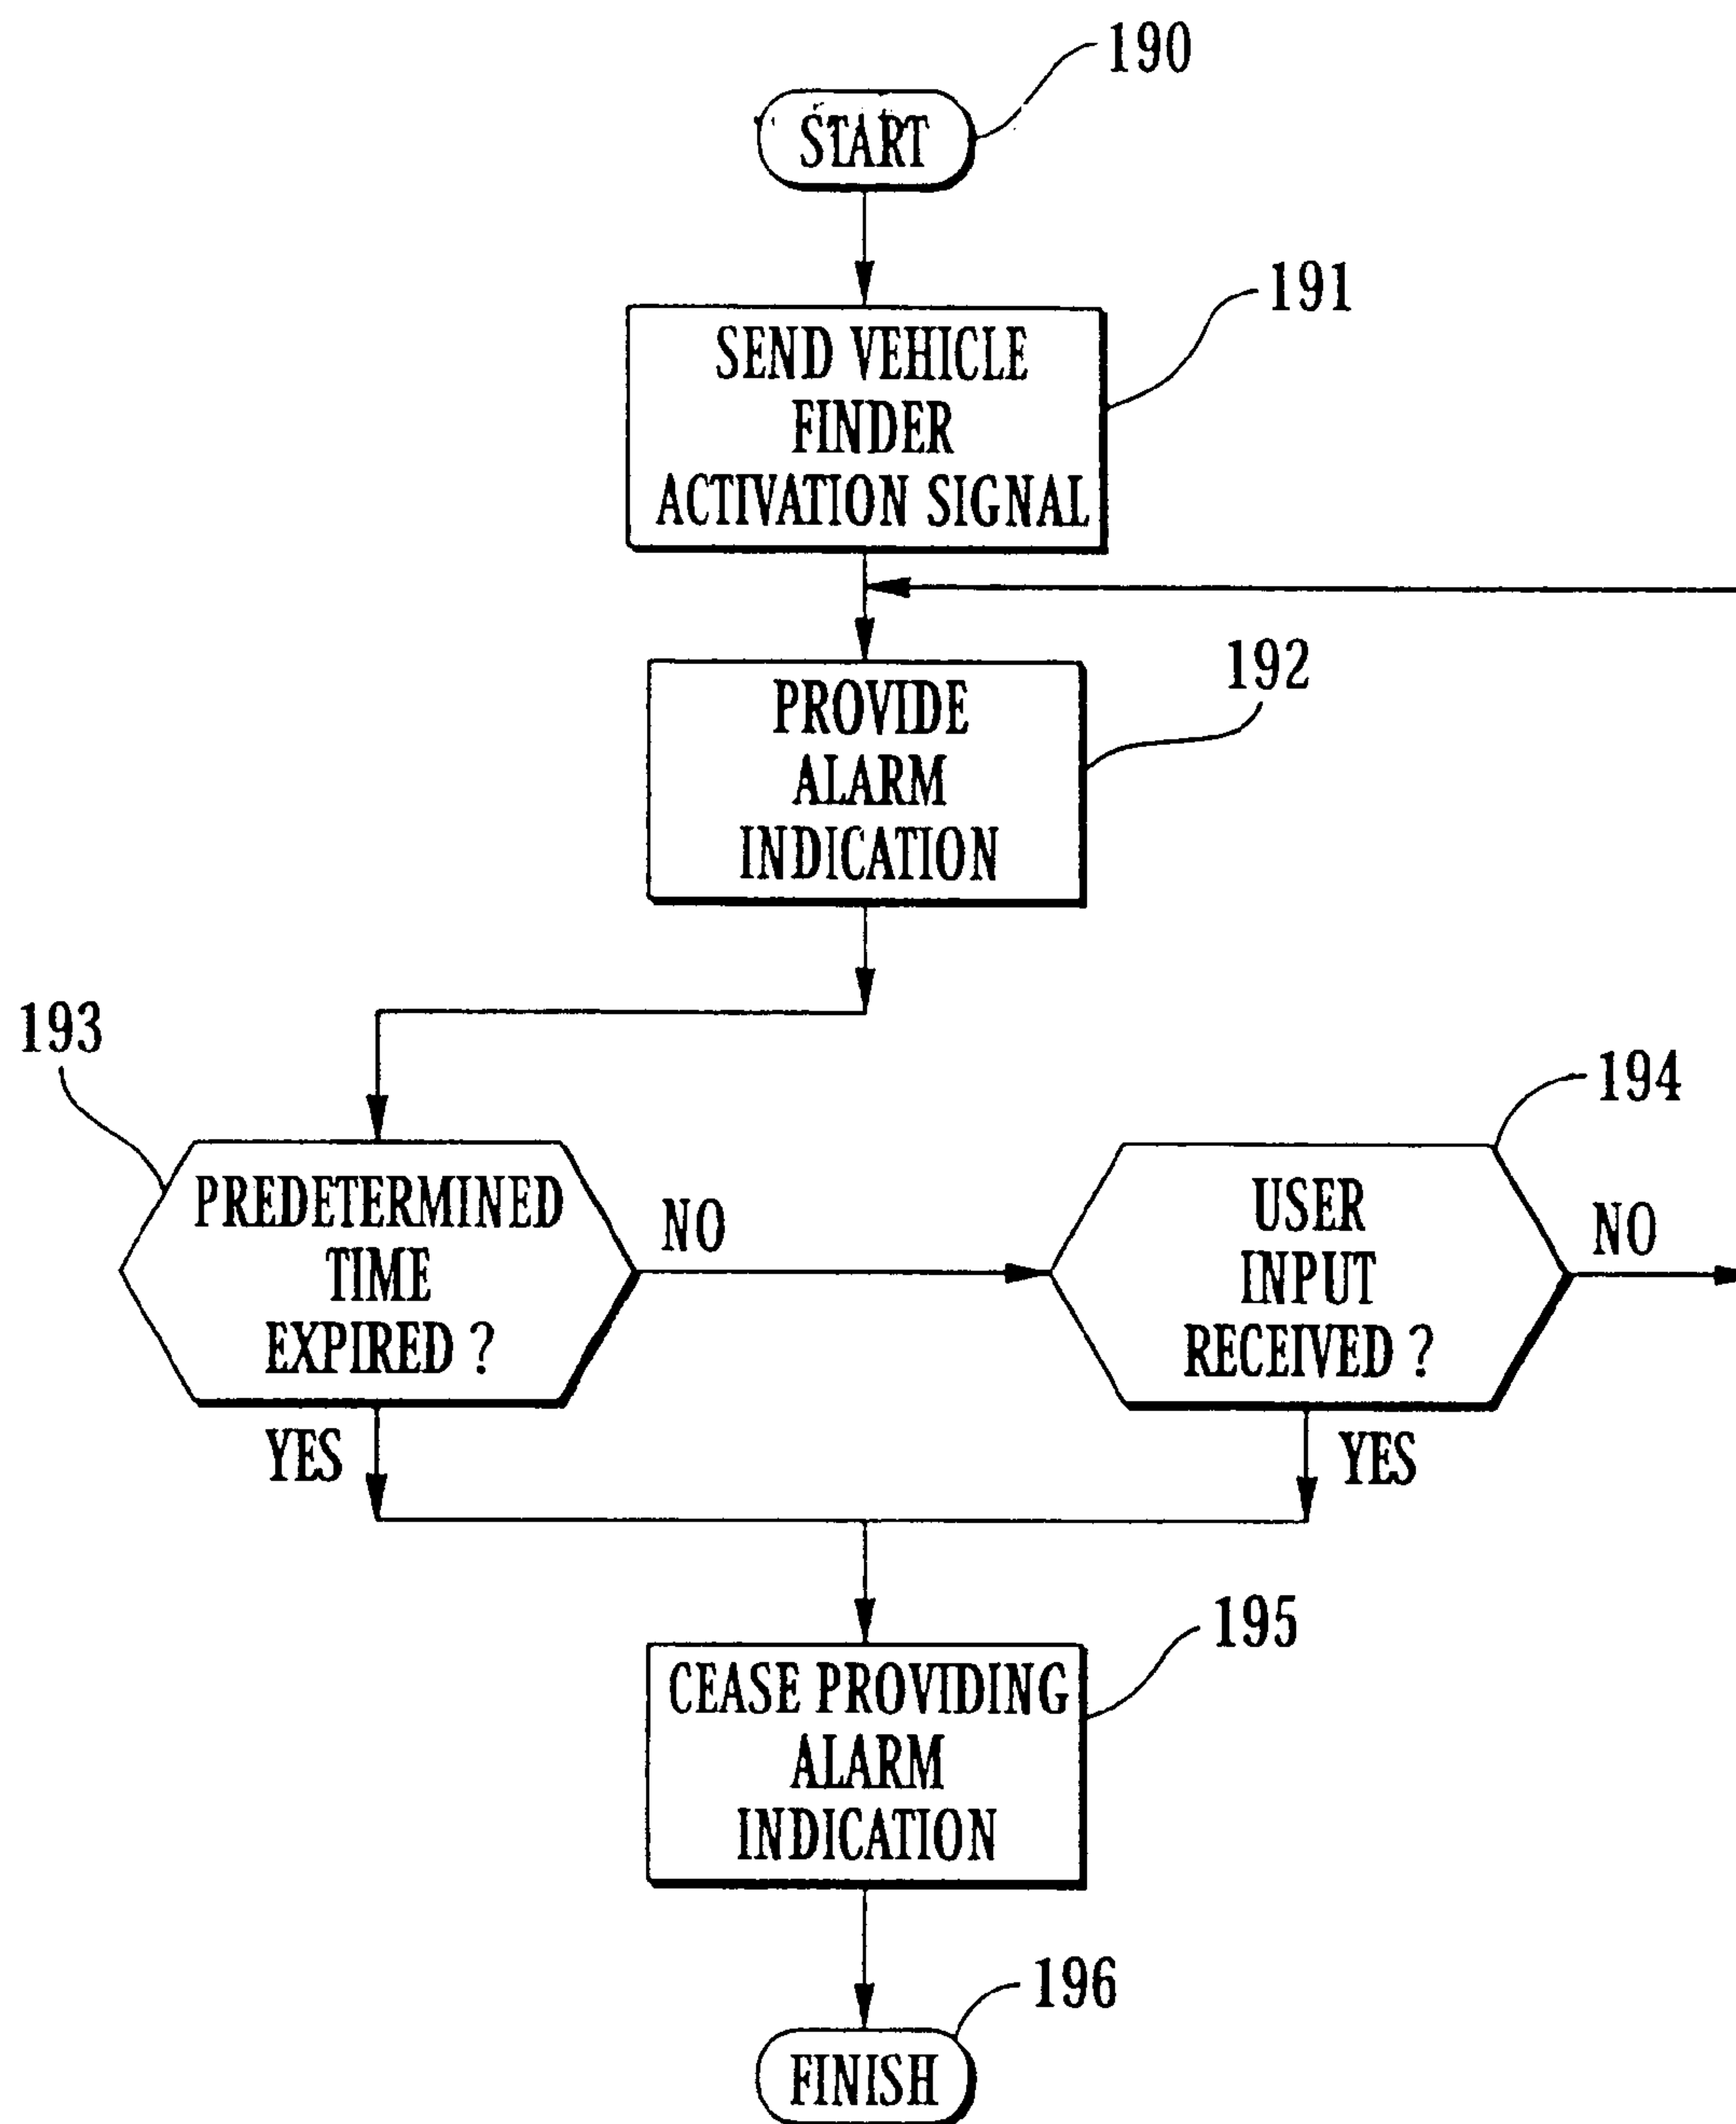 190
START
191
SEND VEHICLE
FINDER
ACTIVATION SIGNAL
192
PROVIDE
ALARM
INDICATION
193
194
PREDETERMINED
TIME
EXPIRED ?
NO
USER
INPUT
RECEIVED ?
NO
YES
YES
195
CEASE PROVIDING
ALARM
INDICATION
196
FINISH